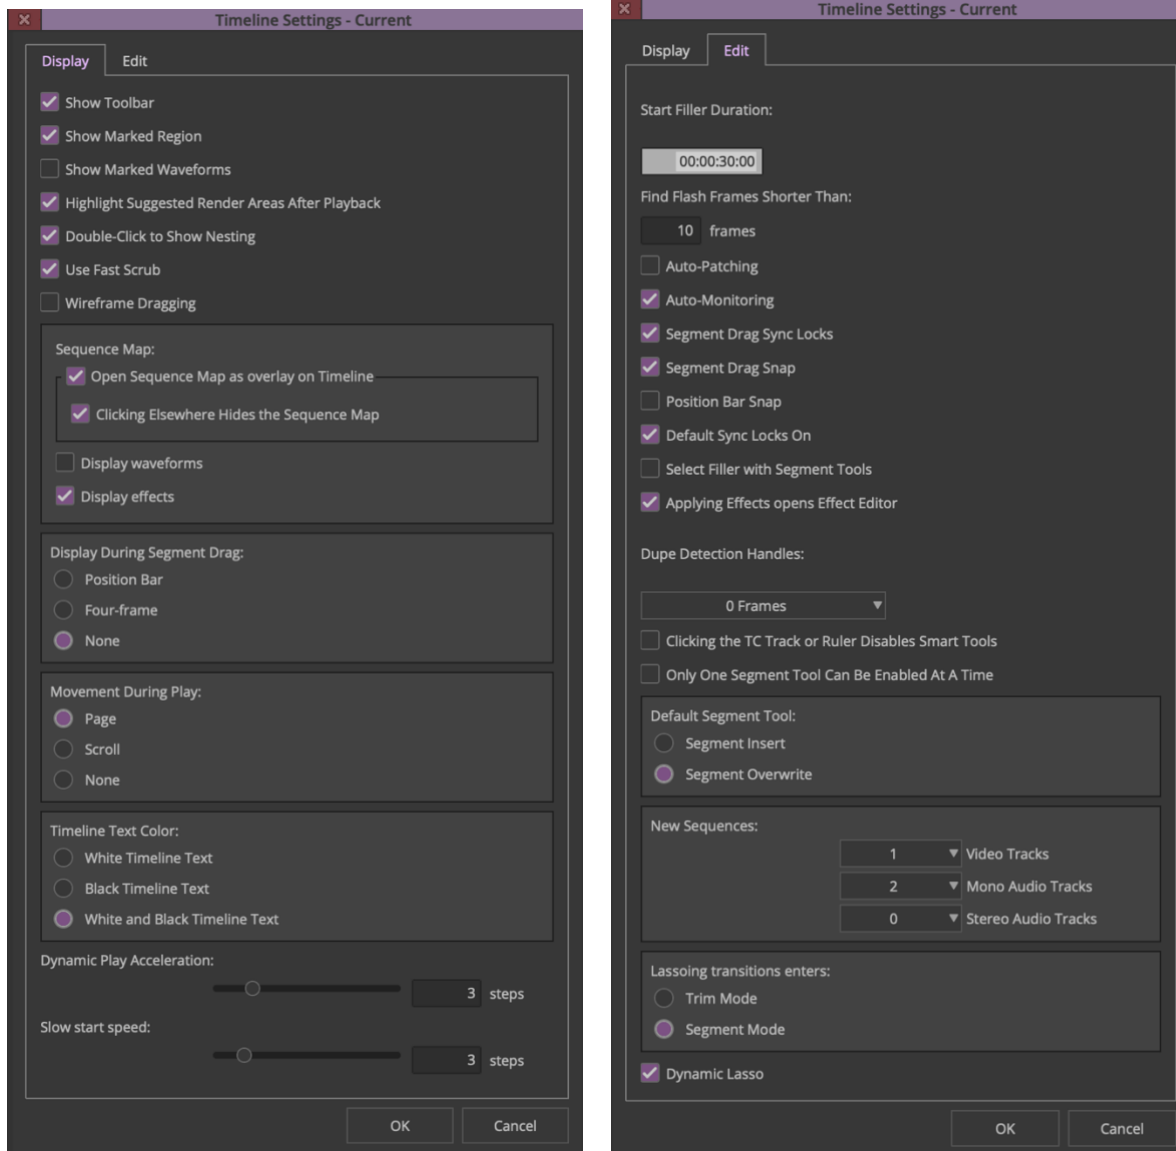 Timeline Settings - Current
Display
Edit
Show Toolbar
Show Marked Region
Show Marked Waveforms
Highlight Suggested Render Areas After Playback
Double-Click to Show Nesting
Use Fast Scrub
Wireframe Dragging
Sequence Map:
Open Sequence Map as overlay on Timeline
Clicking Elsewhere Hides the Sequence Map
Display waveforms
Display effects
Display During Segment Drag:
Position Bar
Four-frame
None
Movement During Play:
Page
Scroll
None
Timeline Text Color:
White Timeline Text
Black Timeline Text
White and Black Timeline Text
Dynamic Play Acceleration:
3 steps
Slow start speed:
3 steps
OK
Cancel
Timeline Settings - Current
Display
Edit
Start Filler Duration:
00:00:30:00
Find Flash Frames Shorter Than:
10 frames
Auto-Patching
Auto-Monitoring
Segment Drag Sync Locks
Segment Drag Snap
Position Bar Snap
Default Sync Locks On
Select Filler with Segment Tools
Applying Effects opens Effect Editor
Dupe Detection Handles:
0 Frames
Clicking the TC Track or Ruler Disables Smart Tools
Only One Segment Tool Can Be Enabled At A Time
Default Segment Tool:
Segment Insert
Segment Overwrite
New Sequences:
1 Video Tracks
2 Mono Audio Tracks
0 Stereo Audio Tracks
Lassoing transitions enters:
Trim Mode
Segment Mode
Dynamic Lasso
OK
Cancel